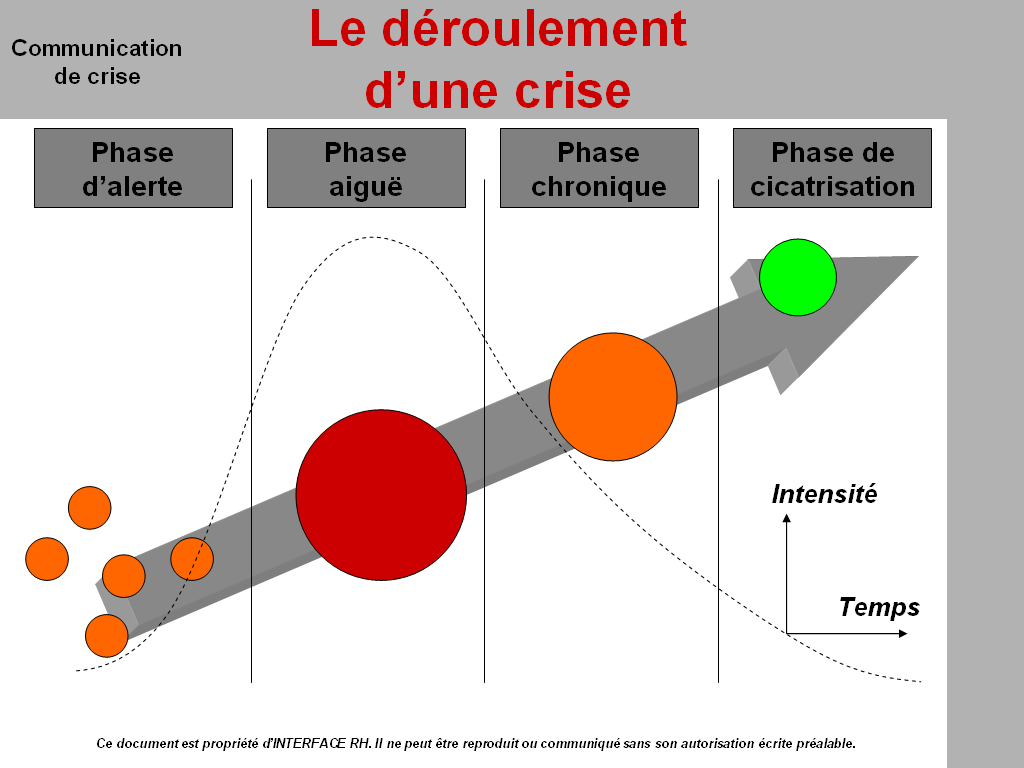 Communication
de crise
Le déroulement
d’une crise
Phase
d’alerte
Phase
aiguë
Phase
chronique
Phase de
cicatrisation
Intensité
Temps
Ce document est propriété d'INTERFACE RH. Il ne peut être reproduit ou communiqué sans son autorisation écrite préalable.